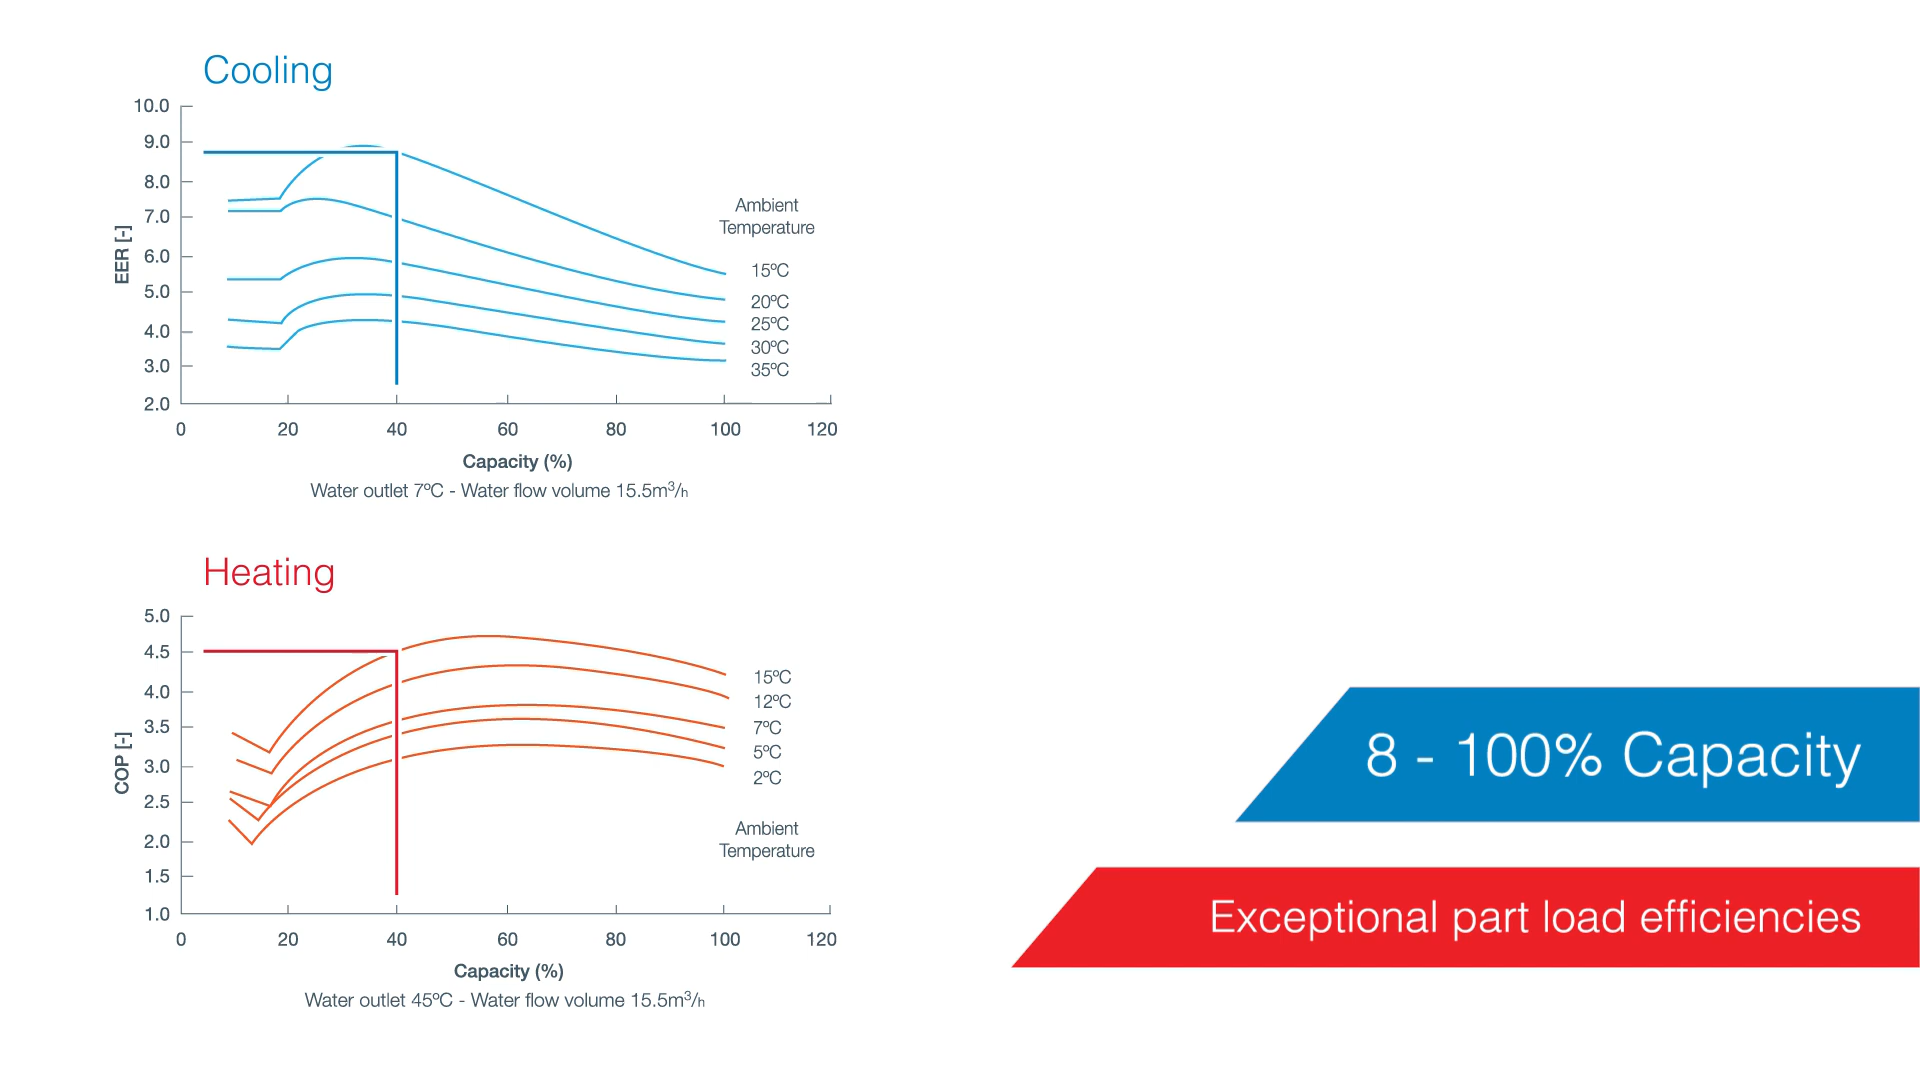 Cooling
10.0
9.0
8.0
7.0
6.0
5.0
4.0
3.0
2.0
EER [-]
Ambient
Temperature
15ºC
20ºC
25ºC
30ºC
35ºC
0 20 40 60 80 100 120
Capacity (%)
Water outlet 7ºC - Water flow volume 15.5m³/h
Heating
5.0
4.5
4.0
3.5
3.0
2.5
2.0
1.5
1.0
COP [-]
15ºC
12ºC
7ºC
5ºC
2ºC
Ambient
Temperature
0 20 40 60 80 100 120
Capacity (%)
Water outlet 45ºC - Water flow volume 15.5m³/h
8 - 100% Capacity
Exceptional part load efficiencies